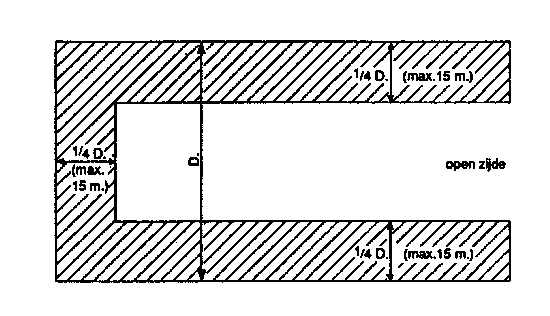 1/4 D. (max.15 m.)
1/4 D.
(max.
15 m.)
D.
open zijde
1/4 D. (max.15 m.)